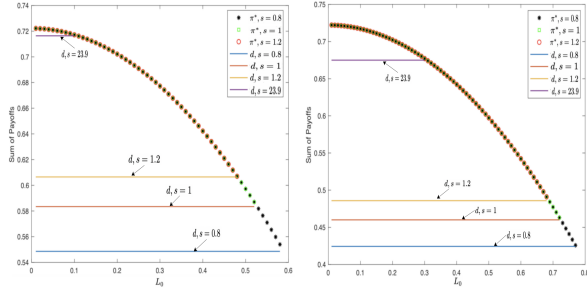 0.74
0.72
0.7
0.68
0.66
0.64
0.62
0.6
0.58
0.56
0.54
Sum of Payoffs
0
0.1
0.2
0.3
0.4
0.5
0.6
L₀
π*, s = 0.8
π*, s = 1
π*, s = 1.2
d, s = 0.8
d, s = 1
d, s = 1.2
d, s = 23.9
d, s = 23.9
d, s = 1.2
d, s = 1
d, s = 0.8
0.75
0.7
0.65
0.6
0.55
0.5
0.45
0.4
Sum of Payoffs
0
0.1
0.2
0.3
0.4
0.5
0.6
0.7
0.8
L₀
π*, s = 0.8
π*, s = 1
π*, s = 1.2
d, s = 0.8
d, s = 1
d, s = 1.2
d, s = 23.9
d, s = 23.9
d, s = 1.2
d, s = 1
d, s = 0.8